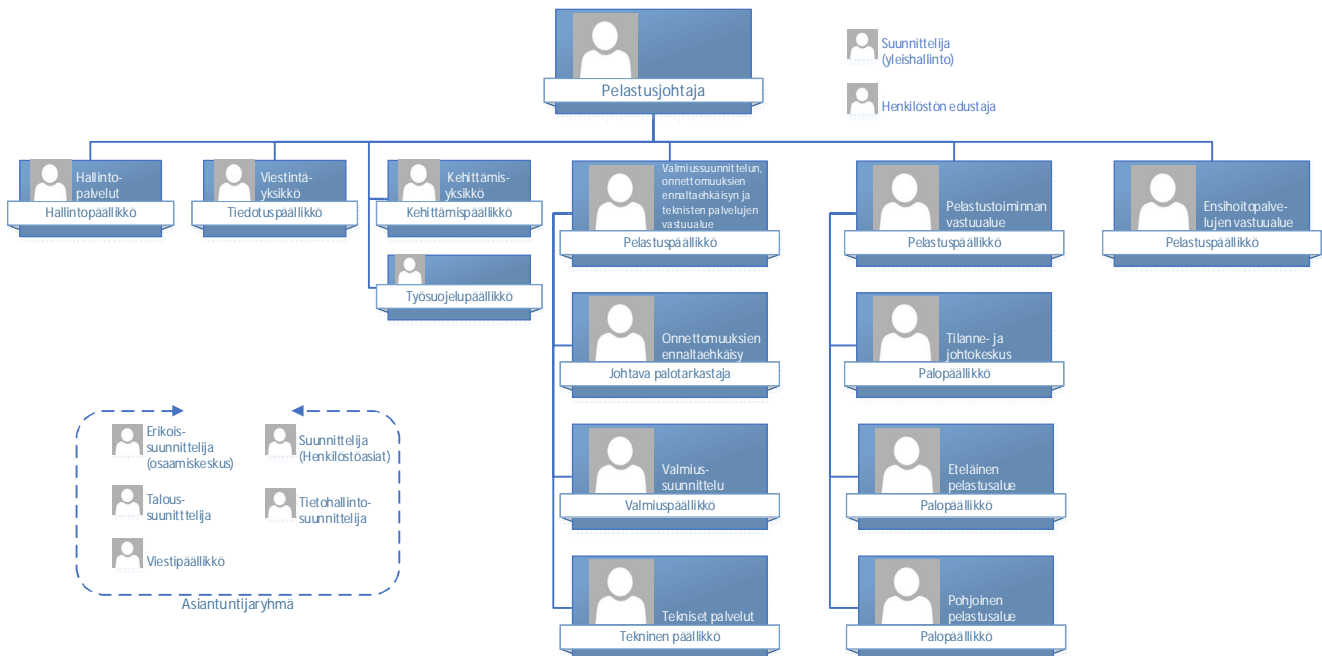 Pelastusjohtaja
Suunnittelija
(yleishallinto)
Henkilöstön edustaja
Hallinto-
palvelut
Hallintopäällikkö
Viestintä-
yksikkö
Tiedotuspäällikkö
Kehittämis-
yksikkö
Kehittämispäällikkö
Työsuojelupäällikkö
Valmiussuunnittelun,
onnettomuuksien
ennaltaehkäisyn ja
teknisten palvelujen
vastuualue
Pelastuspäällikkö
Pelastustoiminnan
vastuualue
Pelastuspäällikkö
Ensihoitopalve-
lujen vastuualue
Pelastuspäällikkö
Onnettomuuksien
ennaltaehkäisy
Johtava palotarkastaja
Tilanne- ja
johtokeskus
Palopäällikkö
Valmius-
suunnittelu
Valmiuspäällikkö
Eteläinen
pelastusalue
Palopäällikkö
Tekniset palvelut
Tekninen päällikkö
Pohjoinen
pelastusalue
Palopäällikkö
Erikois-
suunnittelija
(osaamiskeskus)
Suunnittelija
(Henkilöstöasiat)
Talous-
suunitttelija
Tietohallinto-
suunnittelija
Viestipäällikkö
Asiantuntijaryhmä